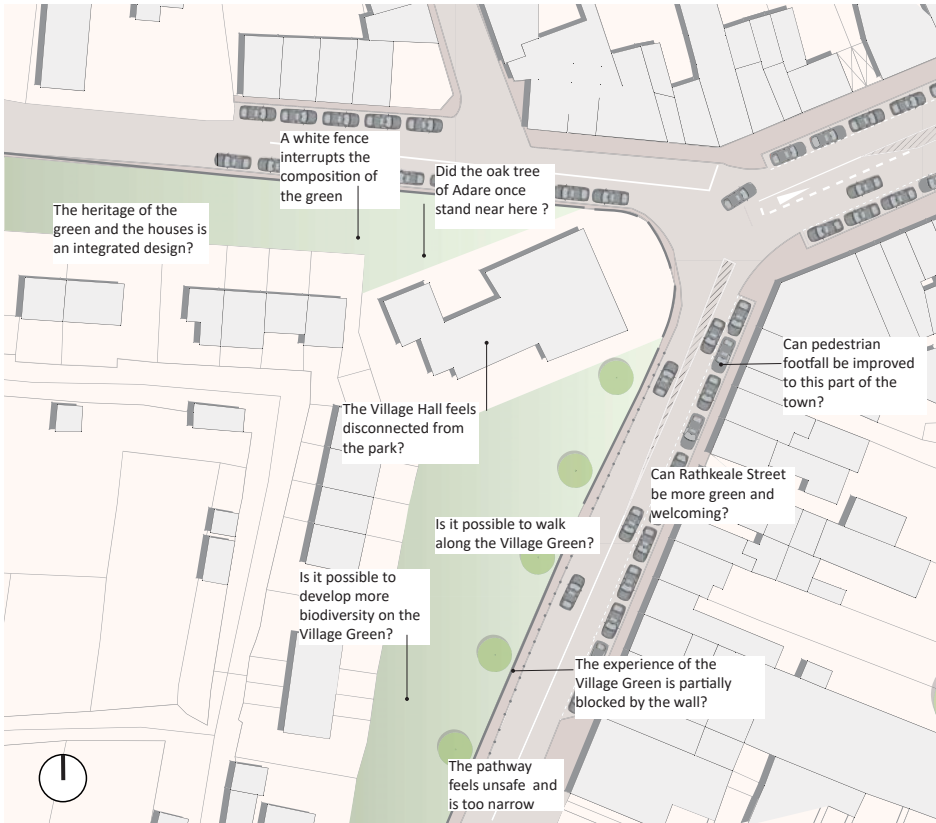 A white fence
interrupts the
composition of
the green
Did the oak tree
of Adare once
stand near here ?
The heritage of the
green and the houses is
an integrated design?
Can pedestrian
footfall be improved
to this part of the
town?
The Village Hall feels
disconnected from
the park?
Can Rathkeale Street
be more green and
welcoming?
Is it possible to walk
along the Village Green?
Is it possible to
develop more
biodiversity on the
Village Green?
The experience of the
Village Green is partially
blocked by the wall?
The pathway
feels unsafe and
is too narrow